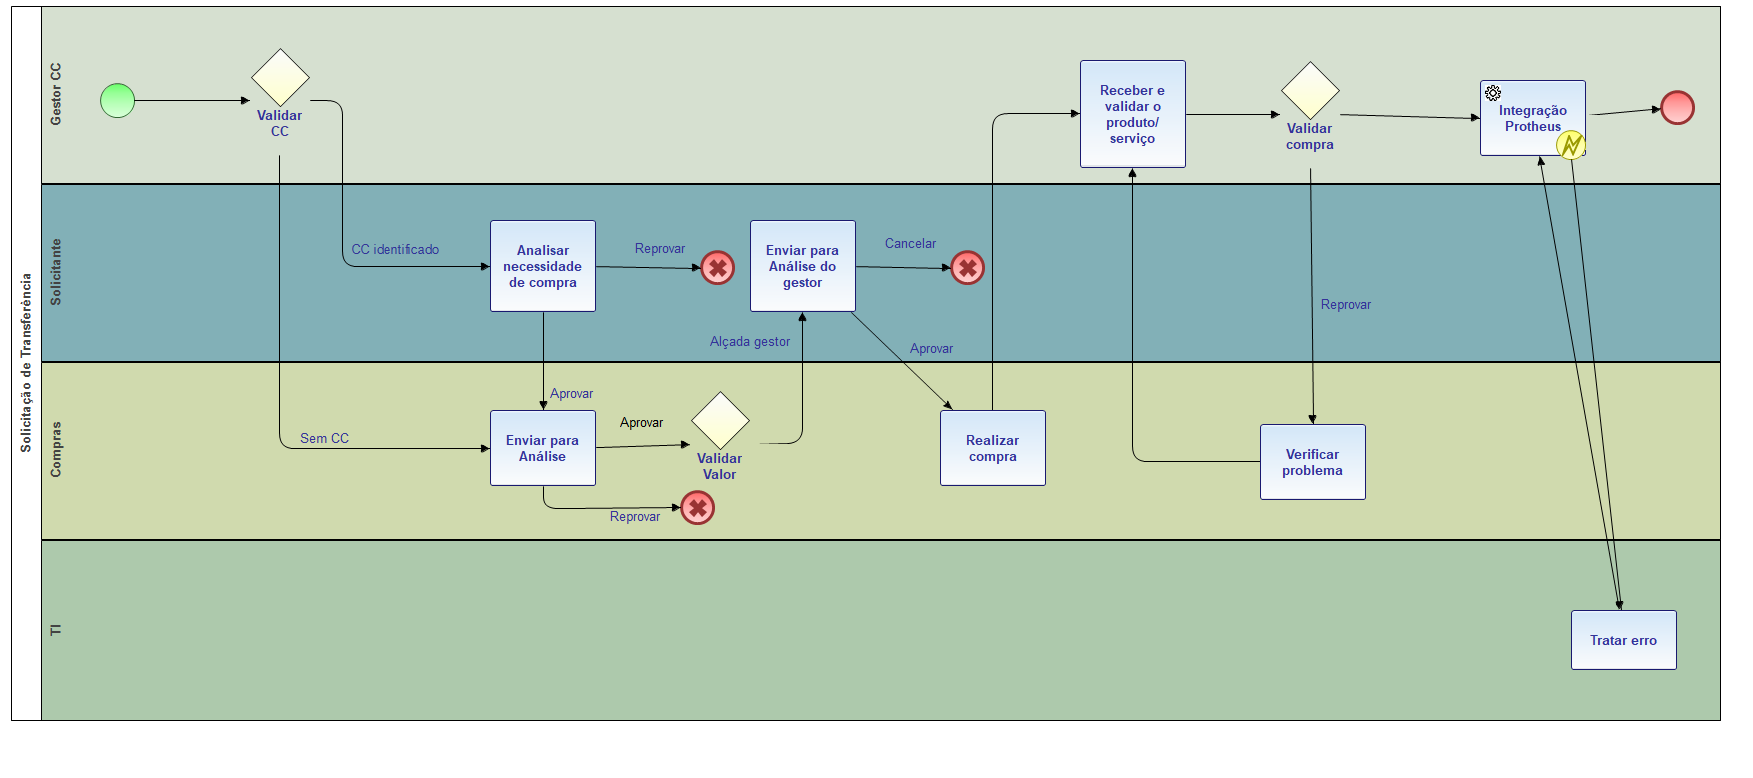 Solicitação de Transferência
Gestor CC
Validar
CC
Receber e
validar o
produto/
serviço
Validar
compra
Integração
Protheus
Solicitante
CC identificado
Analisar
necessidade
de compra
Reprovar
Enviar para
Análise do
gestor
Cancelar
Reprovar
Alçada gestor
Aprovar
Compras
Aprovar
Sem CC
Enviar para
Análise
Aprovar
Validar
Valor
Reprovar
Realizar
compra
Verificar
problema
TI
Tratar erro